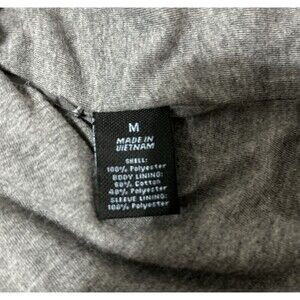 M
MADE IN
VIETNAM
SHELL:
100% Polyester
BODY LINING:
60% Cotton
40% Polyester
SLEEVE LINING:
100% Polyester